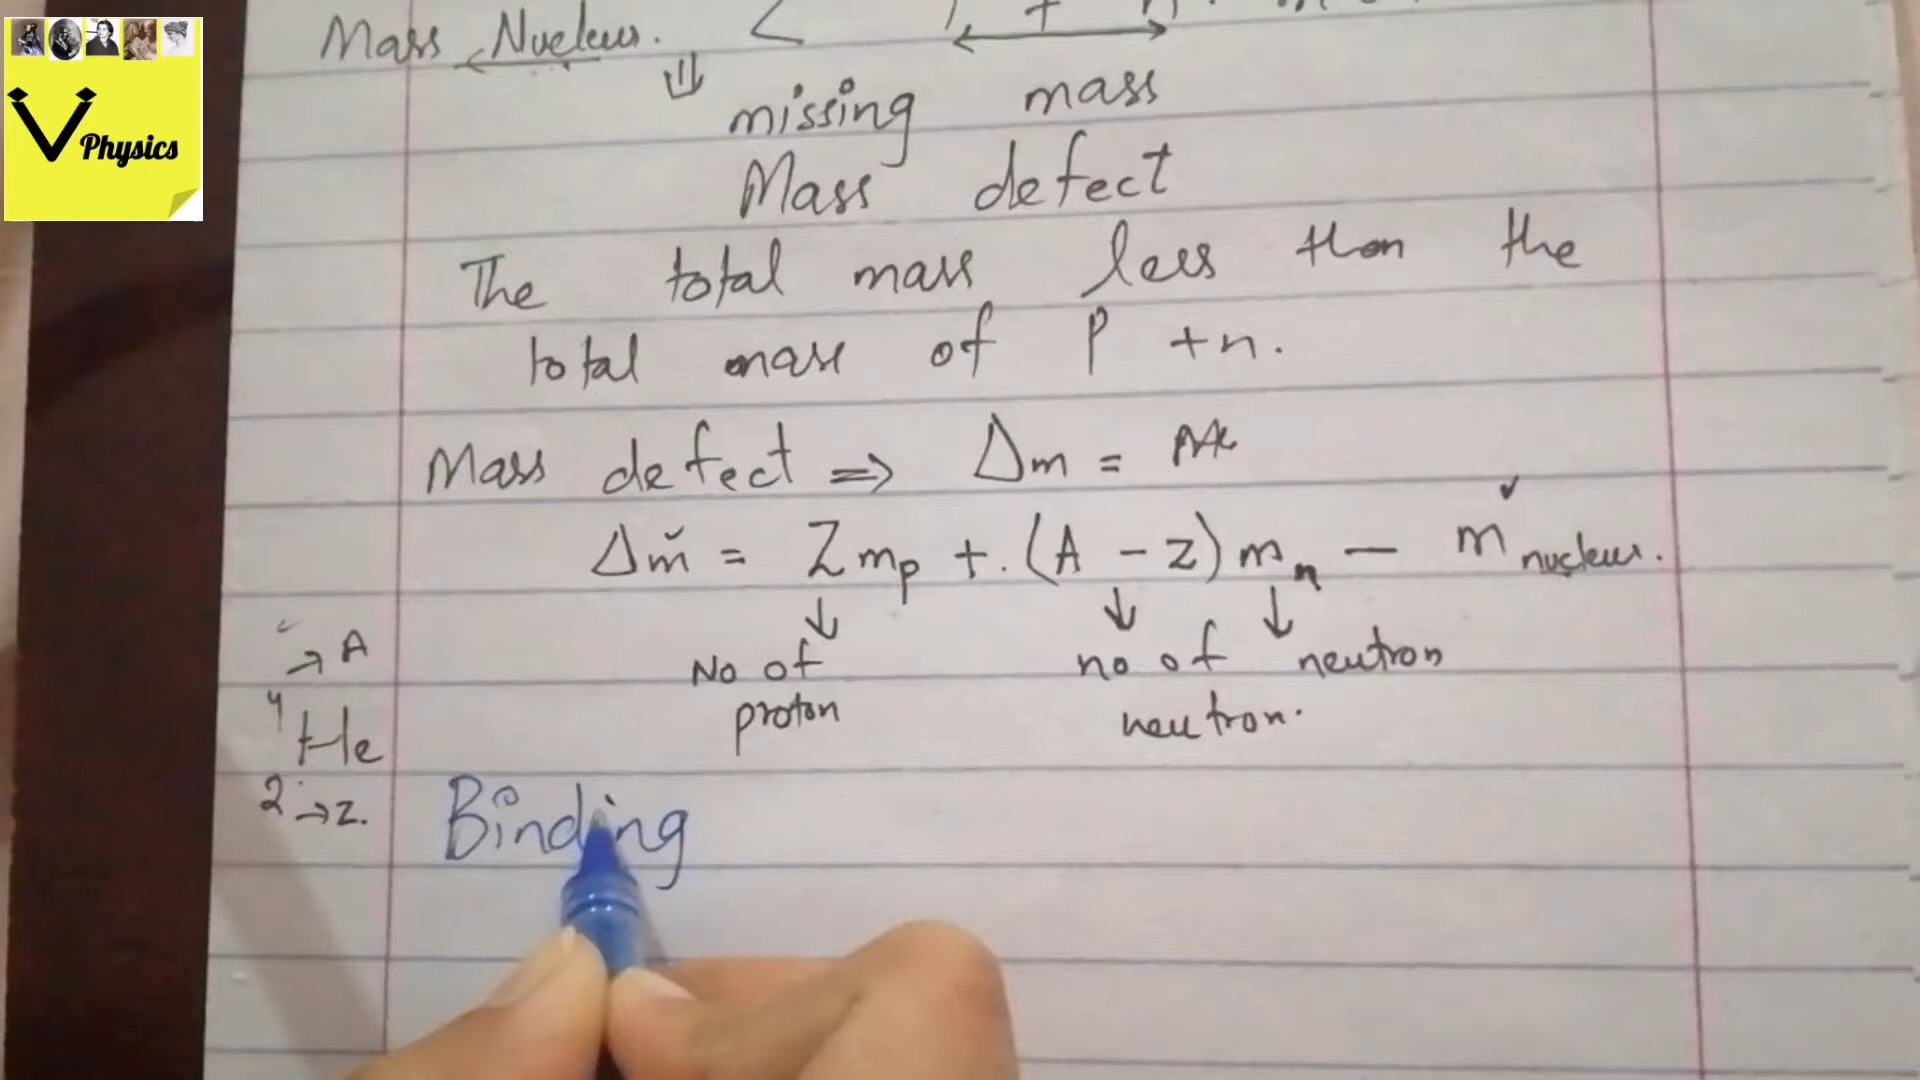 V Physics
Mass Nucleus. <
missing mass
Mass defect
The total mass less than the
total mass of P +n.
Mass defect ⇒ Δm =
Δm = Zmp + (A - z) mn — m nucleus.
No of proton
no of neutron.
neutron
→ A
4
He
2 → z.
Binding